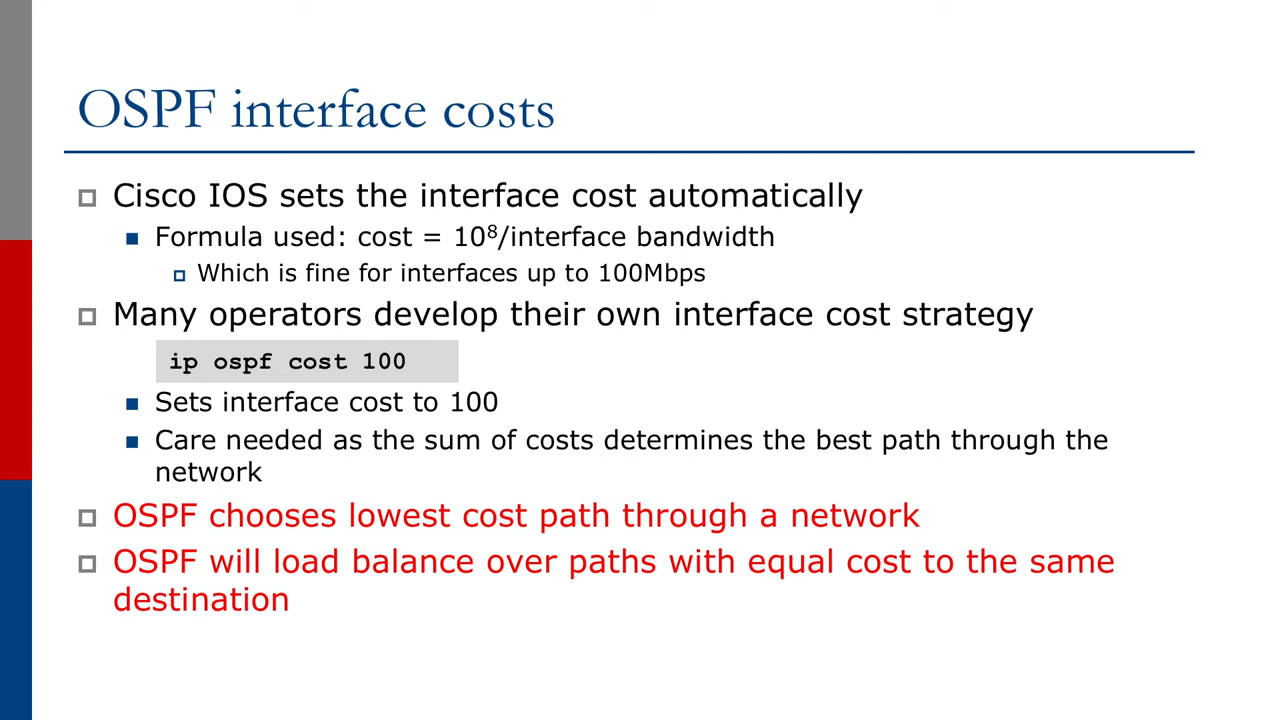 OSPF interface costs
Cisco IOS sets the interface cost automatically
Formula used: cost = 10⁸/interface bandwidth
Which is fine for interfaces up to 100Mbps
Many operators develop their own interface cost strategy
ip ospf cost 100
Sets interface cost to 100
Care needed as the sum of costs determines the best path through the
network
OSPF chooses lowest cost path through a network
OSPF will load balance over paths with equal cost to the same
destination